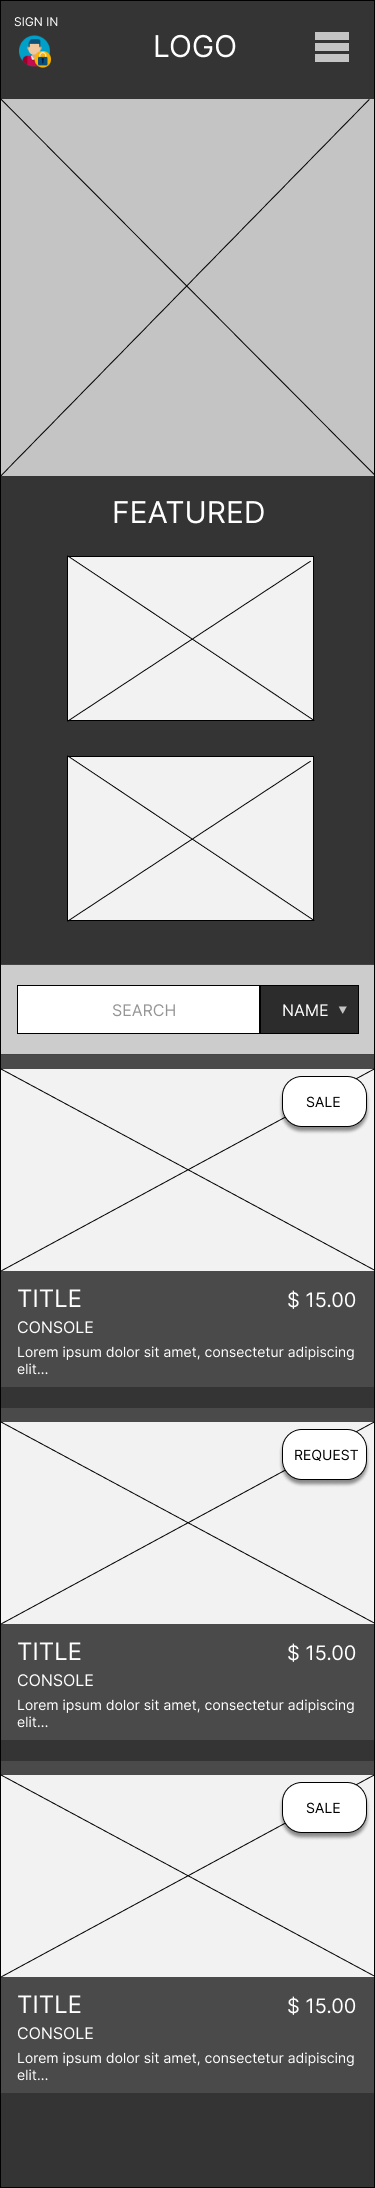 SIGN IN
LOGO
FEATURED
SEARCH
NAME ▼
SALE
TITLE
$ 15.00
CONSOLE
Lorem ipsum dolor sit amet, consectetur adipiscing
elit...
REQUEST
TITLE
$ 15.00
CONSOLE
Lorem ipsum dolor sit amet, consectetur adipiscing
elit...
SALE
TITLE
$ 15.00
CONSOLE
Lorem ipsum dolor sit amet, consectetur adipiscing
elit...